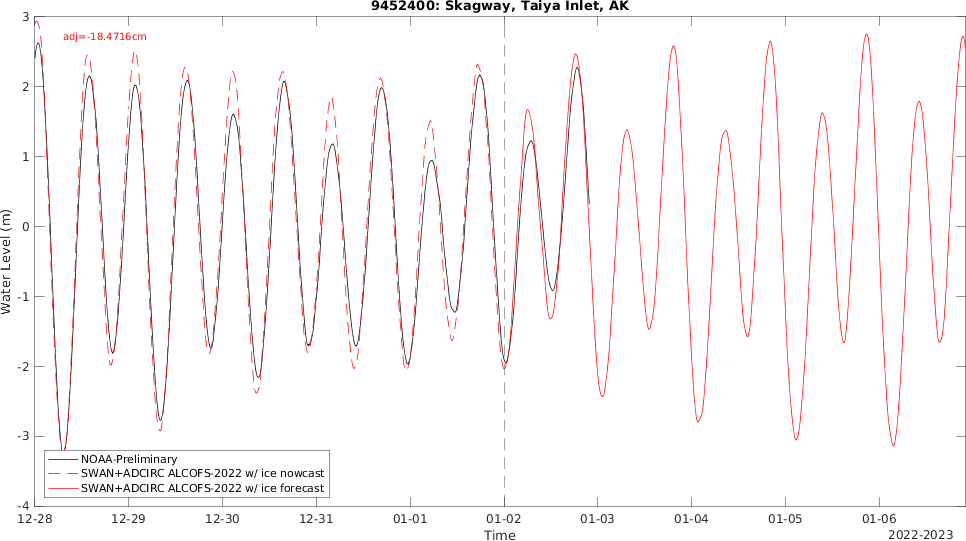 9452400: Skagway, Taiya Inlet, AK
adj=-18.4716cm
3
2
1
0
-1
-2
-3
-4
Water Level (m)
NOAA-Preliminary
SWAN+ADCIRC ALCOFS-2022 w/ ice nowcast
SWAN+ADCIRC ALCOFS-2022 w/ ice forecast
12-28 12-29 12-30 12-31 01-01 01-02 01-03 01-04 01-05 01-06
Time
2022-2023